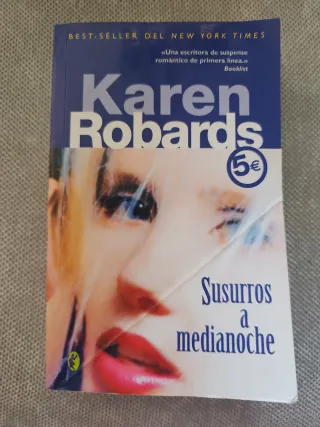 BEST-SELLER DEL NEW YORK TIMES
«Una escritora de suspense
romántico de primera línea.»
Booklist
Karen
Robards
5€
Susurros
a
medianoche